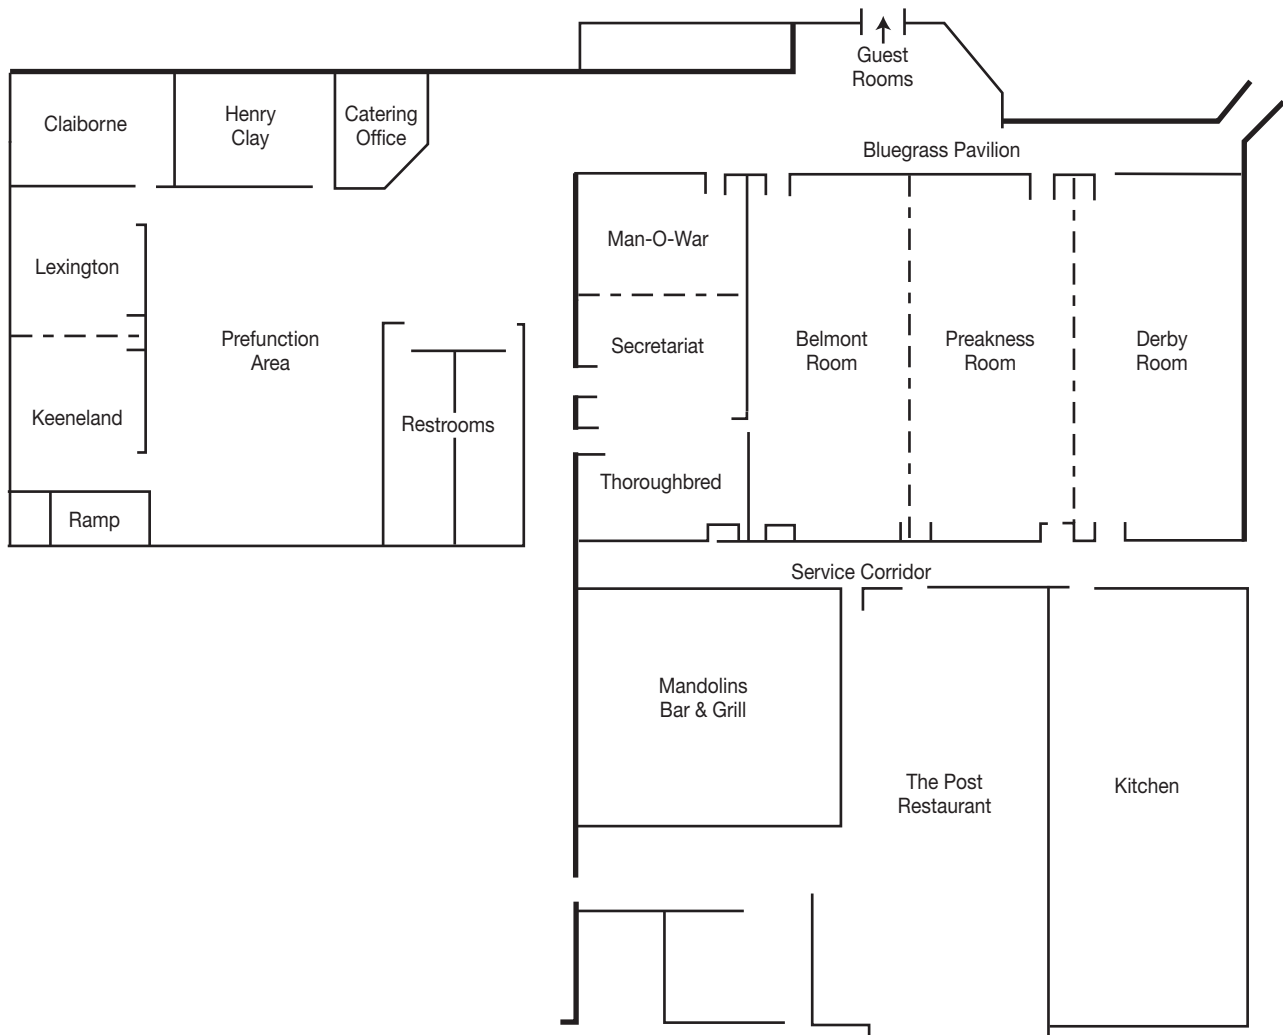 Guest
Rooms
Claiborne
Henry
Clay
Catering
Office
Bluegrass Pavilion
Man-O-War
Lexington
Prefunction
Area
Secretariat
Belmont
Room
Preakness
Room
Derby
Room
Keeneland
Restrooms
Thoroughbred
Ramp
Service Corridor
Mandolins
Bar & Grill
The Post
Restaurant
Kitchen